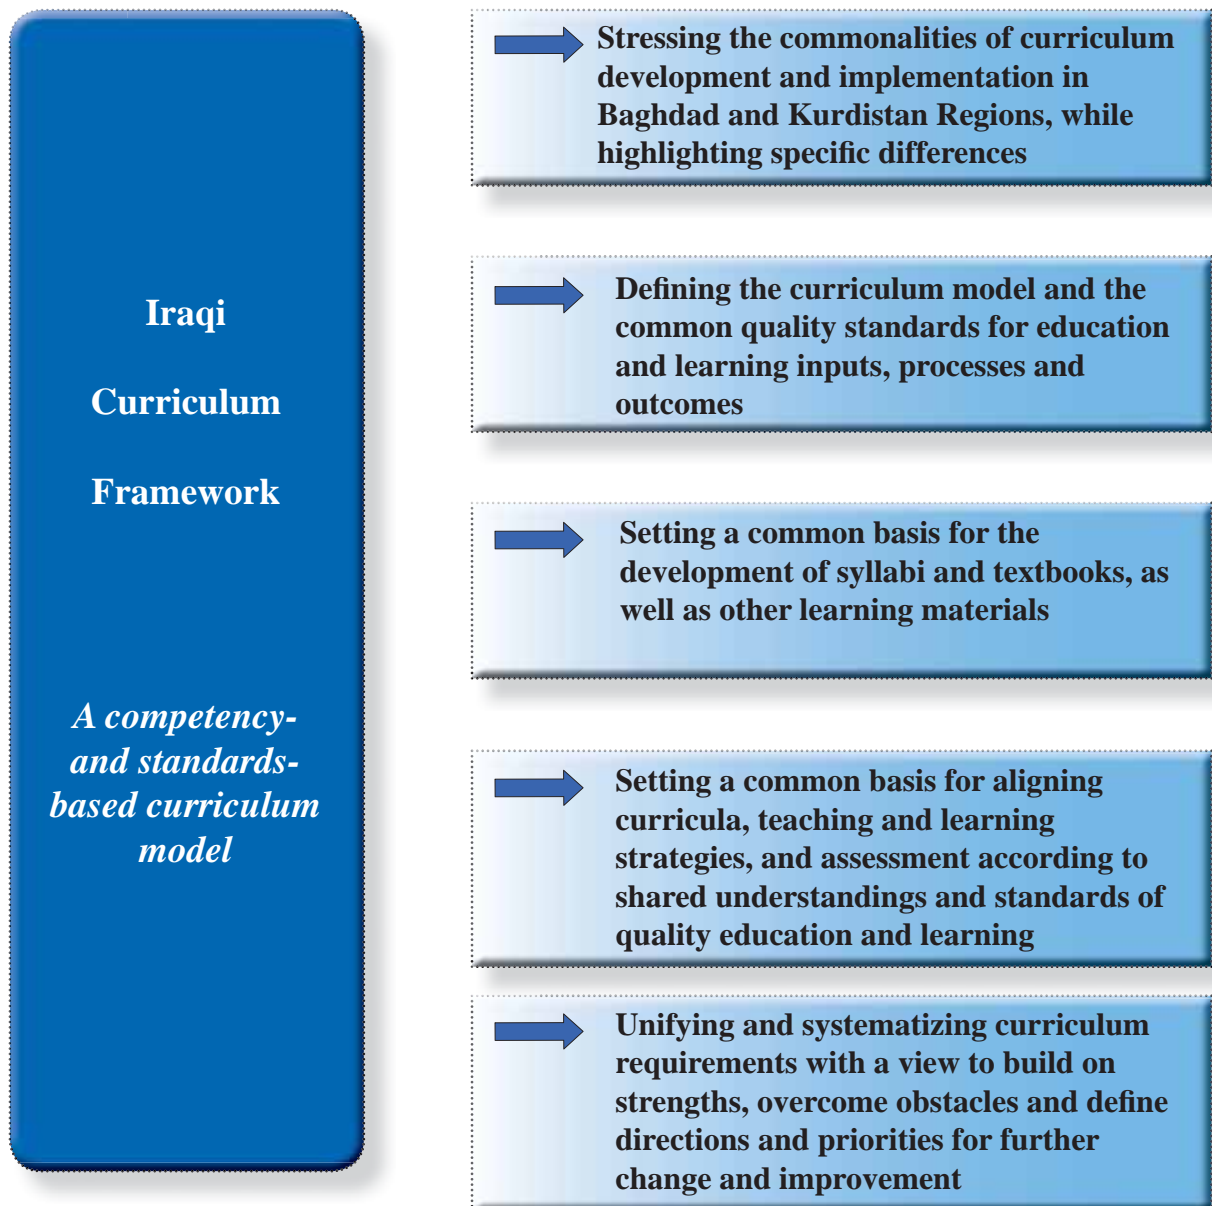 Iraqi
Curriculum
Framework
A competency-
and standards-
based curriculum
model
Stressing the commonalities of curriculum
development and implementation in
Baghdad and Kurdistan Regions, while
highlighting specific differences
Defining the curriculum model and the
common quality standards for education
and learning inputs, processes and
outcomes
Setting a common basis for the
development of syllabi and textbooks, as
well as other learning materials
Setting a common basis for aligning
curricula, teaching and learning
strategies, and assessment according to
shared understandings and standards of
quality education and learning
Unifying and systematizing curriculum
requirements with a view to build on
strengths, overcome obstacles and define
directions and priorities for further
change and improvement